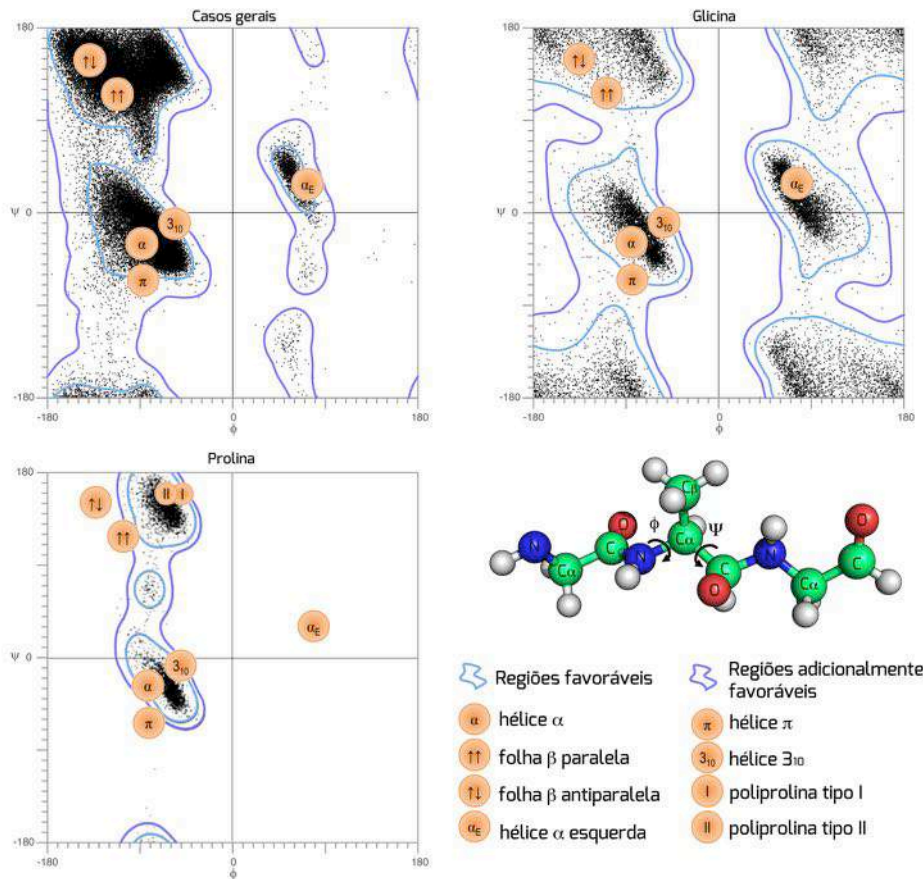 Casos gerais
180
↑↓
↑↑
αE
Ψ 0
3₁₀
α
π
-180
-180
0
180
ϕ
Glicina
180
↑↓
↑↑
αE
Ψ 0
3₁₀
α
π
-180
-180
0
180
ϕ
Prolina
180
II I
↑↓
↑↑
αE
Ψ 0
3₁₀
α
π
-180
-180
0
180
ϕ
Cβ
O ϕ Ψ O
N C Cα N C
Cα N C Cα
O
Regiões favoráveis
α hélice α
↑↑ folha β paralela
↑↓ folha β antiparalela
αE hélice α esquerda
Regiões adicionalmente
favoráveis
π hélice π
3₁₀ hélice 3₁₀
I poliprolina tipo I
II poliprolina tipo II